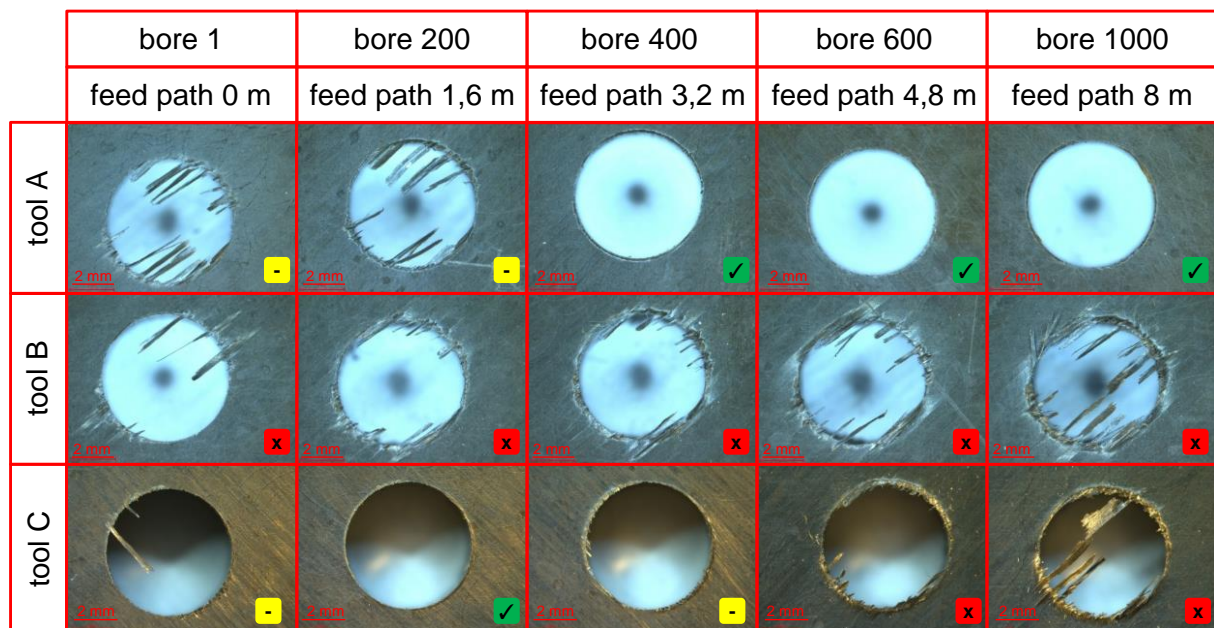 bore 1
bore 200
bore 400
bore 600
bore 1000
feed path 0 m
feed path 1,6 m
feed path 3,2 m
feed path 4,8 m
feed path 8 m
tool A
2 mm
-
2 mm
-
2 mm
✓
2 mm
✓
2 mm
✓
tool B
2 mm
x
2 mm
x
2 mm
x
2 mm
x
2 mm
x
tool C
2 mm
-
2 mm
✓
2 mm
-
2 mm
x
2 mm
x